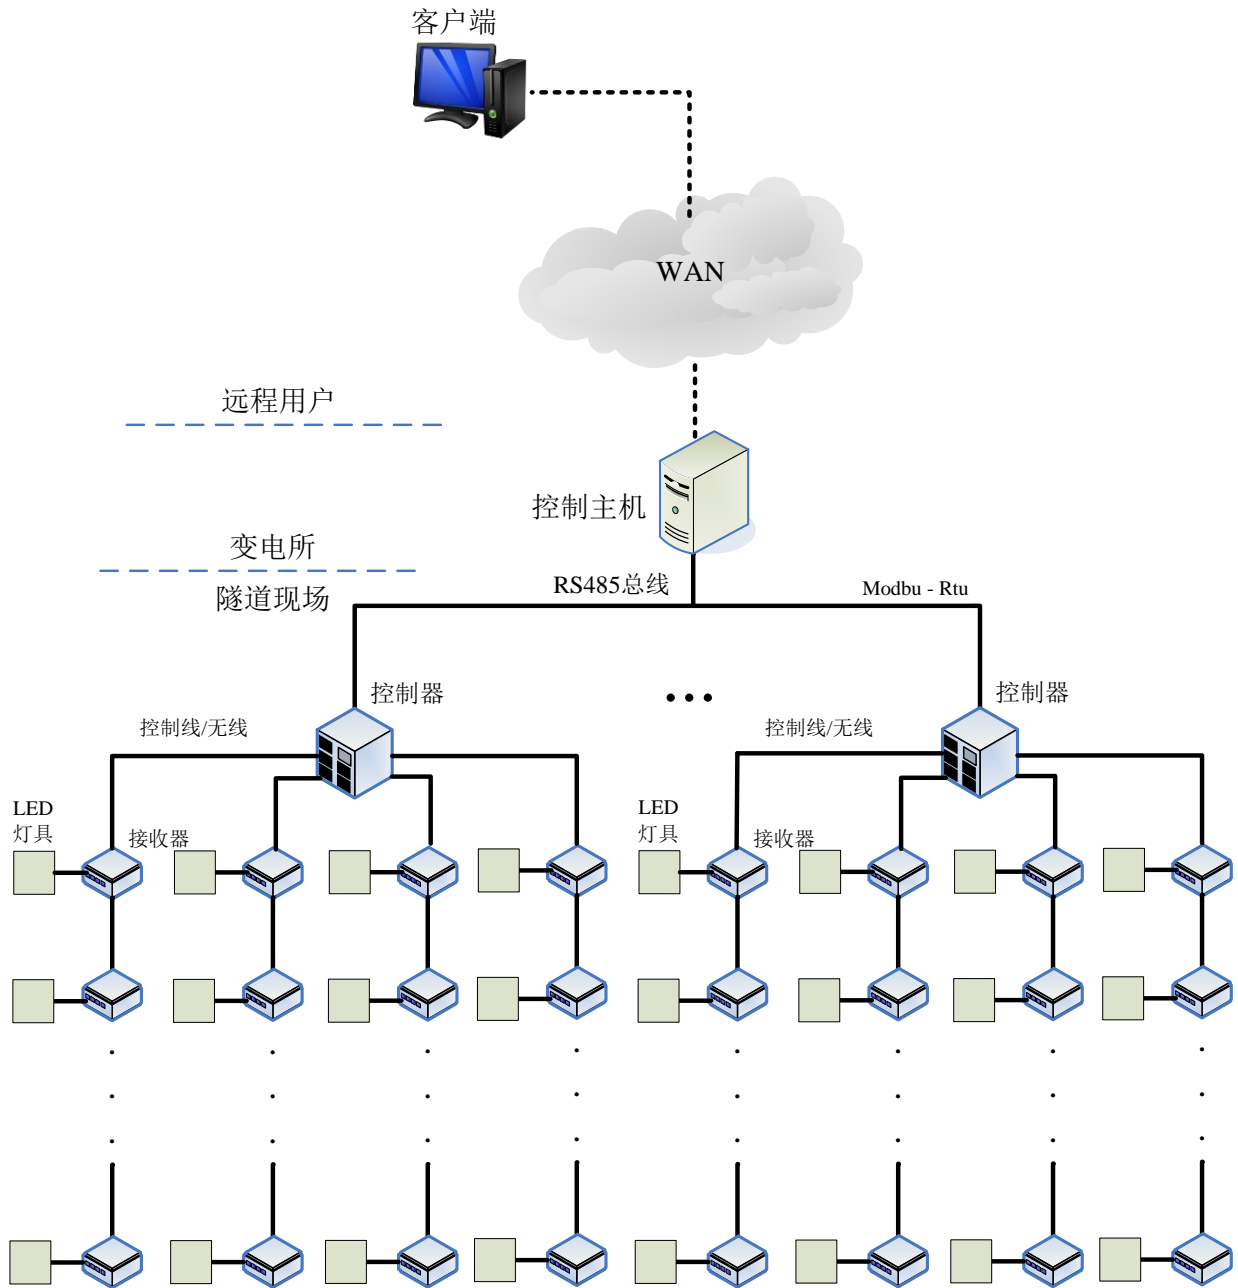 客户端
WAN
远程用户
控制主机
变电所
隧道现场
RS485总线
Modbu - Rtu
控制器
控制器
控制线/无线
控制线/无线
LED
灯具
接收器
LED
灯具
接收器